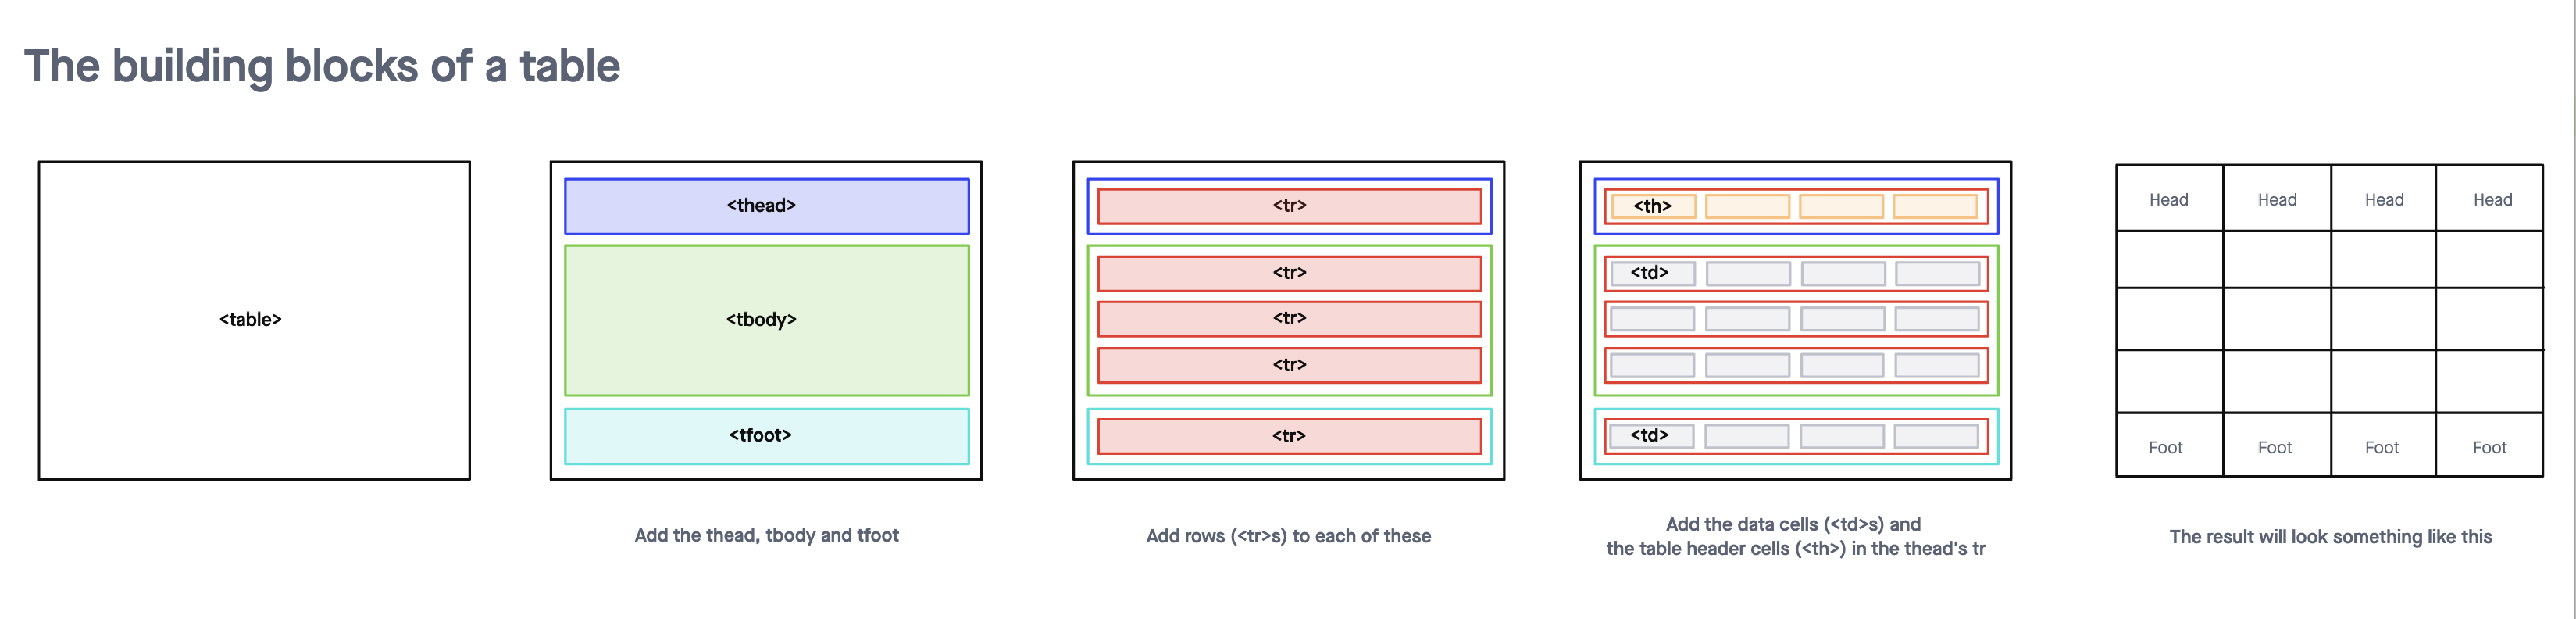 The building blocks of a table
<table>
<thead>
<tbody>
<tfoot>
Add the thead, tbody and tfoot
<tr>
<tr>
<tr>
<tr>
<tr>
Add rows (<tr>s) to each of these
<th>
<td>
<td>
Add the data cells (<td>s) and
the table header cells (<th>) in the thead's tr
Head Head Head Head
Foot Foot Foot Foot
The result will look something like this